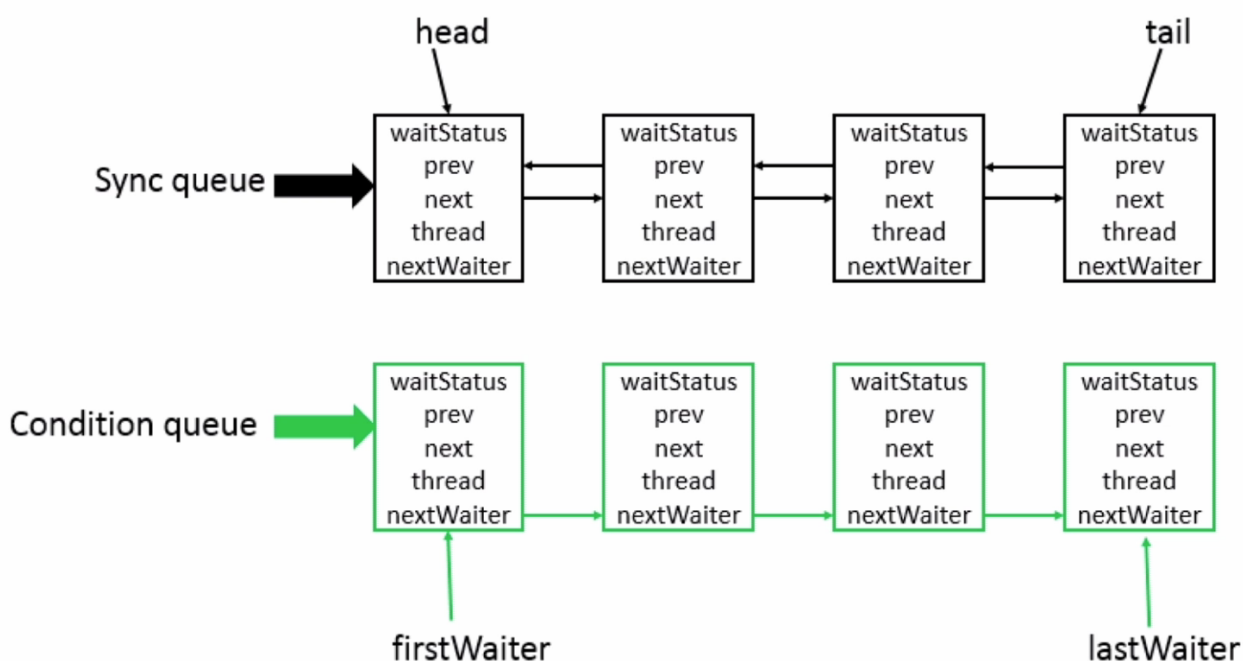 head
tail
Sync queue
waitStatus
prev
next
thread
nextWaiter
waitStatus
prev
next
thread
nextWaiter
waitStatus
prev
next
thread
nextWaiter
waitStatus
prev
next
thread
nextWaiter
Condition queue
waitStatus
prev
next
thread
nextWaiter
waitStatus
prev
next
thread
nextWaiter
waitStatus
prev
next
thread
nextWaiter
waitStatus
prev
next
thread
nextWaiter
firstWaiter
lastWaiter